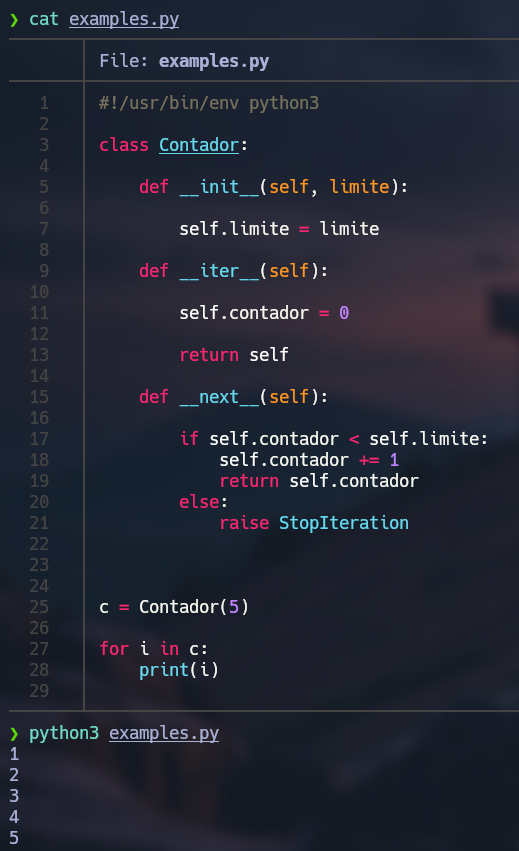 ❯ cat examples.py
File: examples.py
1 #!/usr/bin/env python3
2
3 class Contador:
4
5     def __init__(self, limite):
6
7         self.limite = limite
8
9     def __iter__(self):
10
11         self.contador = 0
12
13         return self
14
15     def __next__(self):
16
17         if self.contador < self.limite:
18             self.contador += 1
19             return self.contador
20         else:
21             raise StopIteration
22
23
24
25 c = Contador(5)
26
27 for i in c:
28     print(i)
29
❯ python3 examples.py
1
2
3
4
5